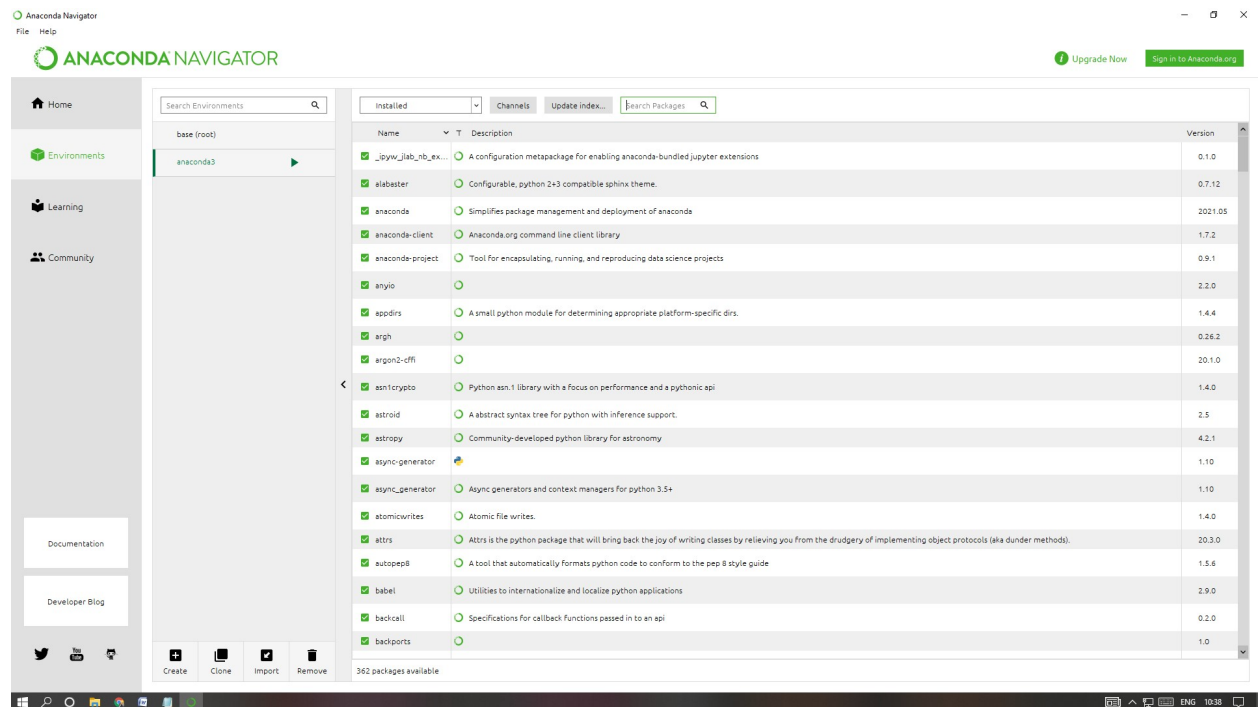 Anaconda Navigator
File Help
ANACONDA NAVIGATOR
Upgrade Now
Sign in to Anaconda.org
Home
Environments
Learning
Community
Documentation
Developer Blog
You Tube
Search Environments
base (root)
anaconda3
Create Clone Import Remove
Installed Channels Update index... Search Packages
Name T Description Version
_ipyw_jlab_nb_ex... A configuration metapackage for enabling anaconda-bundled jupyter extensions 0.1.0
alabaster Configurable, python 2+3 compatible sphinx theme. 0.7.12
anaconda Simplifies package management and deployment of anaconda 2021.05
anaconda-client Anaconda.org command line client library 1.7.2
anaconda-project Tool for encapsulating, running, and reproducing data science projects 0.9.1
anyio 2.2.0
appdirs A small python module for determining appropriate platform-specific dirs. 1.4.4
argh 0.26.2
argon2-cffi 20.1.0
asn1crypto Python asn.1 library with a focus on performance and a pythonic api 1.4.0
astroid A abstract syntax tree for python with inference support. 2.5
astropy Community-developed python library for astronomy 4.2.1
async-generator 1.10
async_generator Async generators and context managers for python 3.5+ 1.10
atomicwrites Atomic file writes. 1.4.0
attrs Attrs is the python package that will bring back the joy of writing classes by relieving you from the drudgery of implementing object protocols (aka dunder methods). 20.3.0
autopep8 A tool that automatically formats python code to conform to the pep 8 style guide 1.5.6
babel Utilities to internationalize and localize python applications 2.9.0
backcall Specifications for callback functions passed in to an api 0.2.0
backports 1.0
362 packages available
ENG 10:38